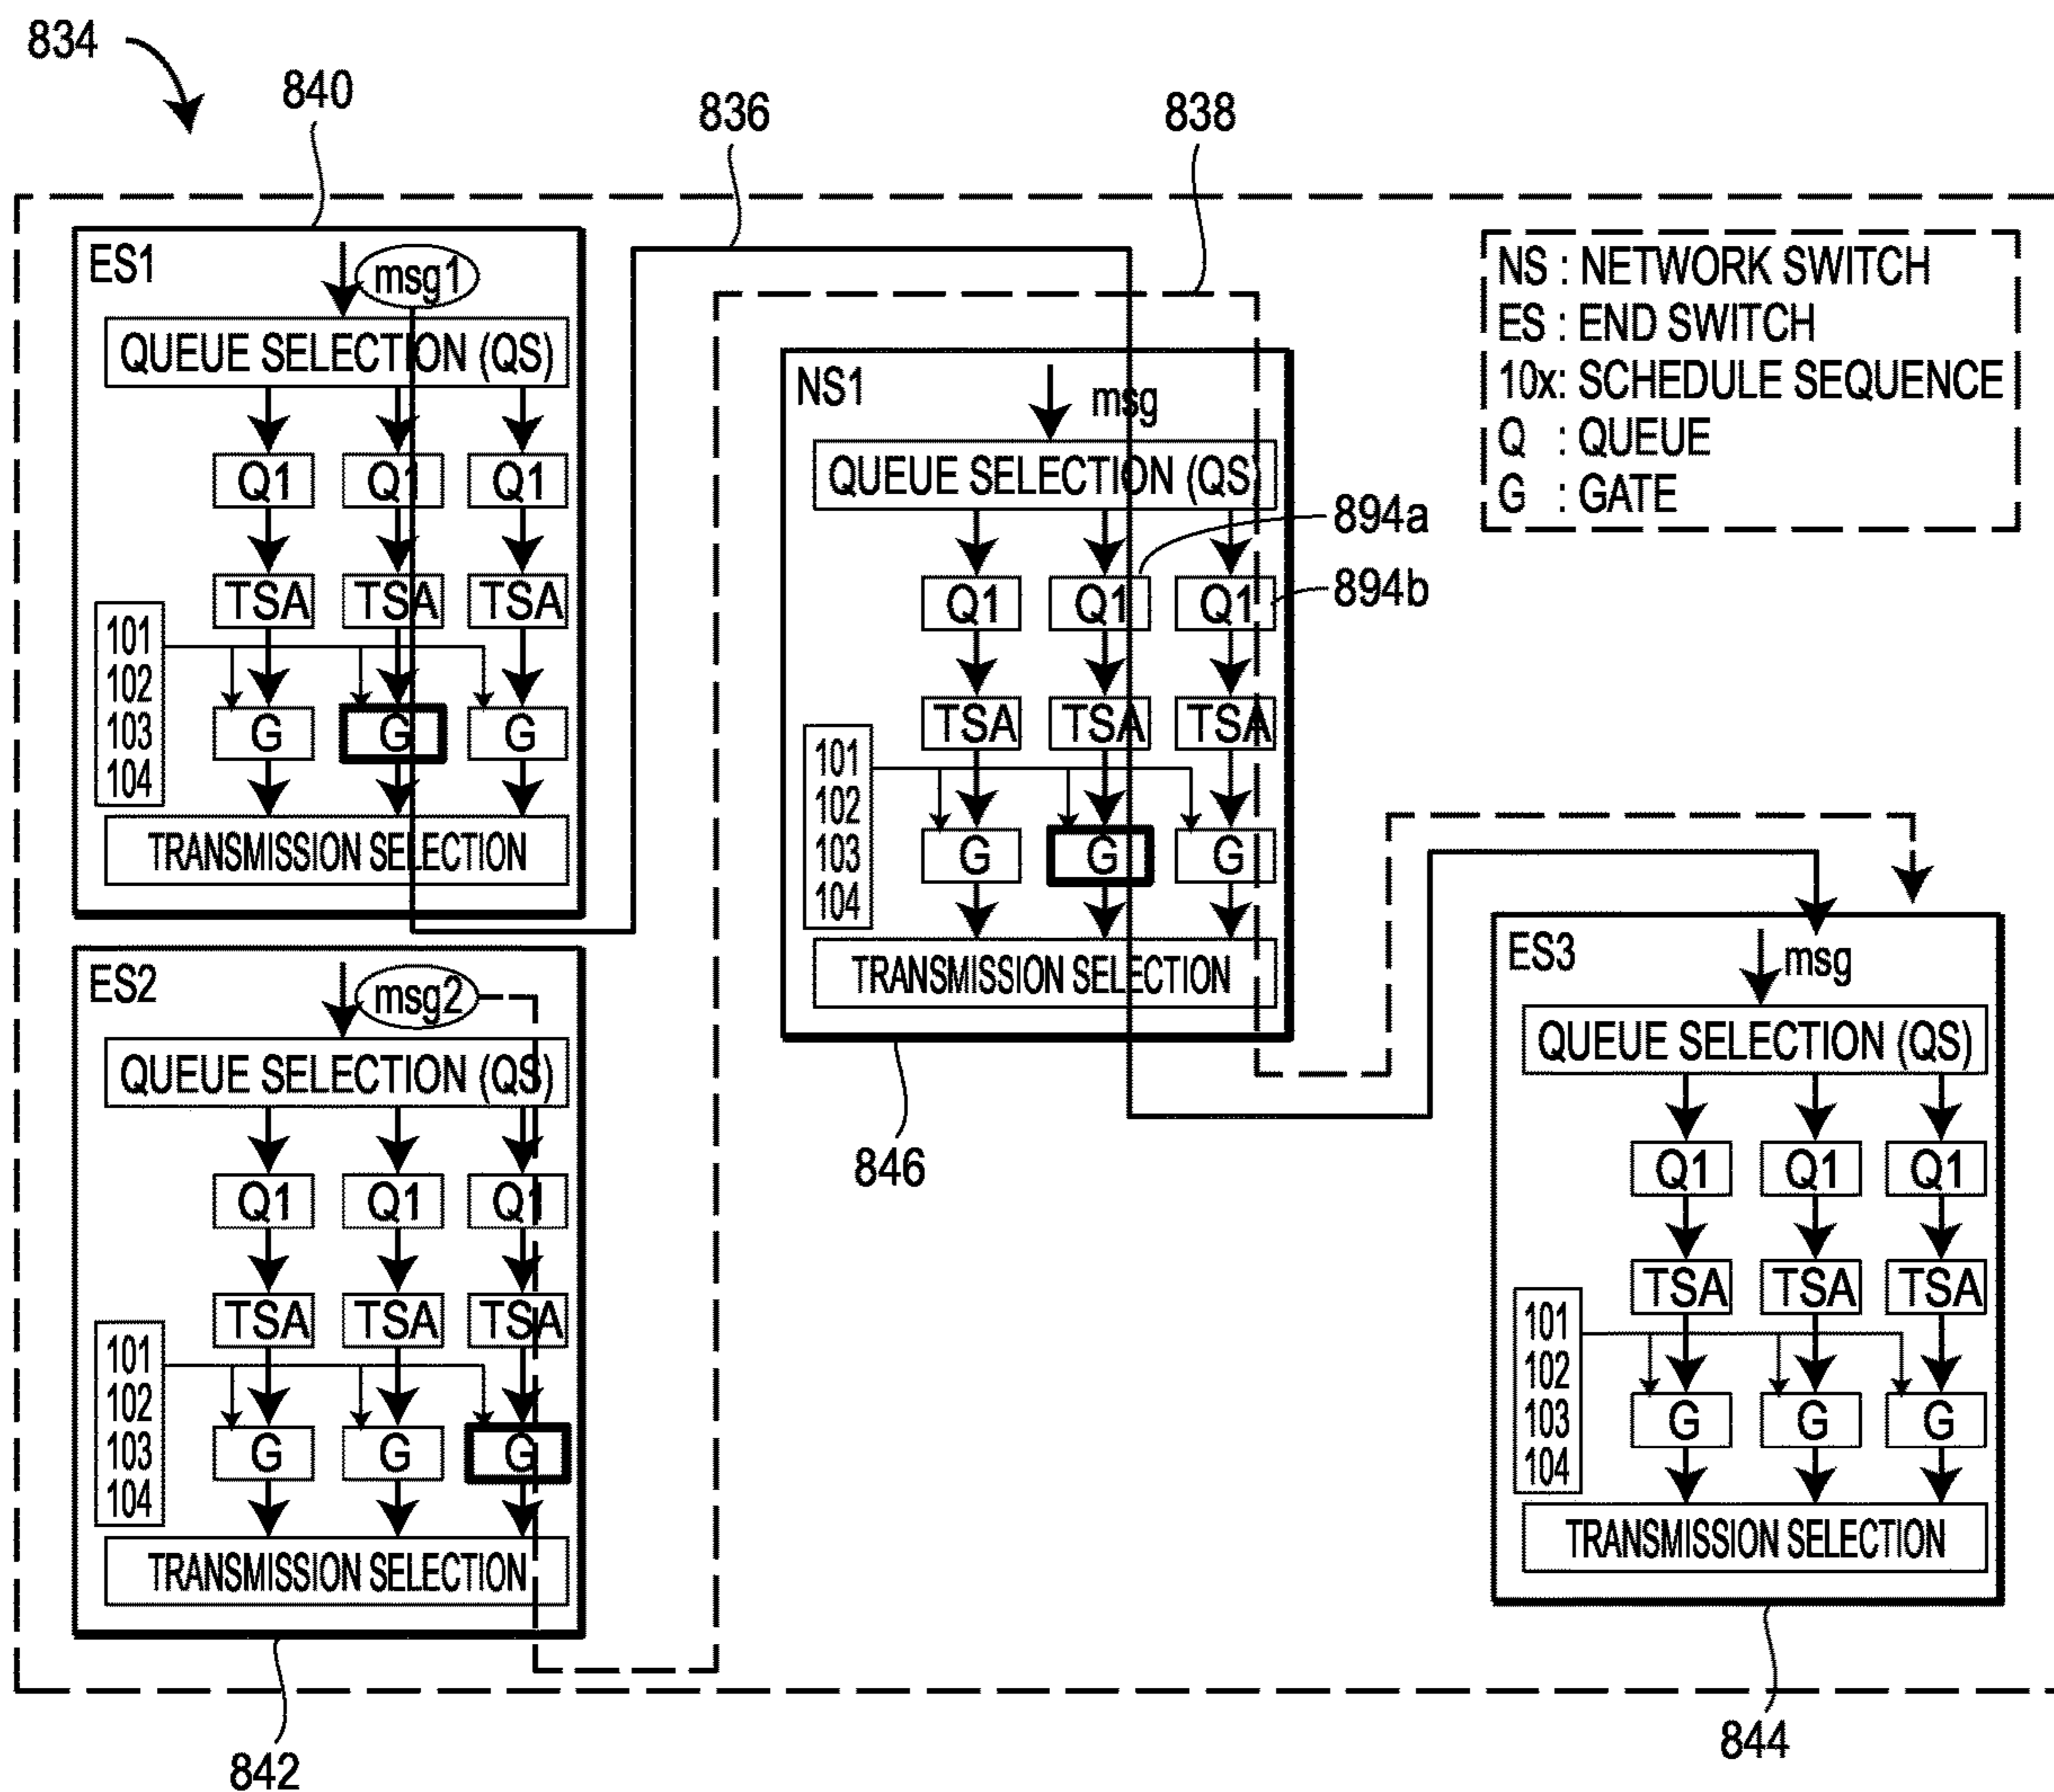 834
840
836
838
ES1
msg1
QUEUE SELECTION (QS)
Q1 Q1 Q1
TSA TSA TSA
101
102
103
104
G G G
TRANSMISSION SELECTION
ES2
msg2
QUEUE SELECTION (QS)
Q1 Q1 Q1
TSA TSA TSA
101
102
103
104
G G G
TRANSMISSION SELECTION
842
NS1
msg
QUEUE SELECTION (QS)
Q1 Q1 Q1
894a
894b
TSA TSA TSA
101
102
103
104
G G G
TRANSMISSION SELECTION
846
NS : NETWORK SWITCH
ES : END SWITCH
10x: SCHEDULE SEQUENCE
Q : QUEUE
G : GATE
ES3
msg
QUEUE SELECTION (QS)
Q1 Q1 Q1
TSA TSA TSA
101
102
103
104
G G G
TRANSMISSION SELECTION
844